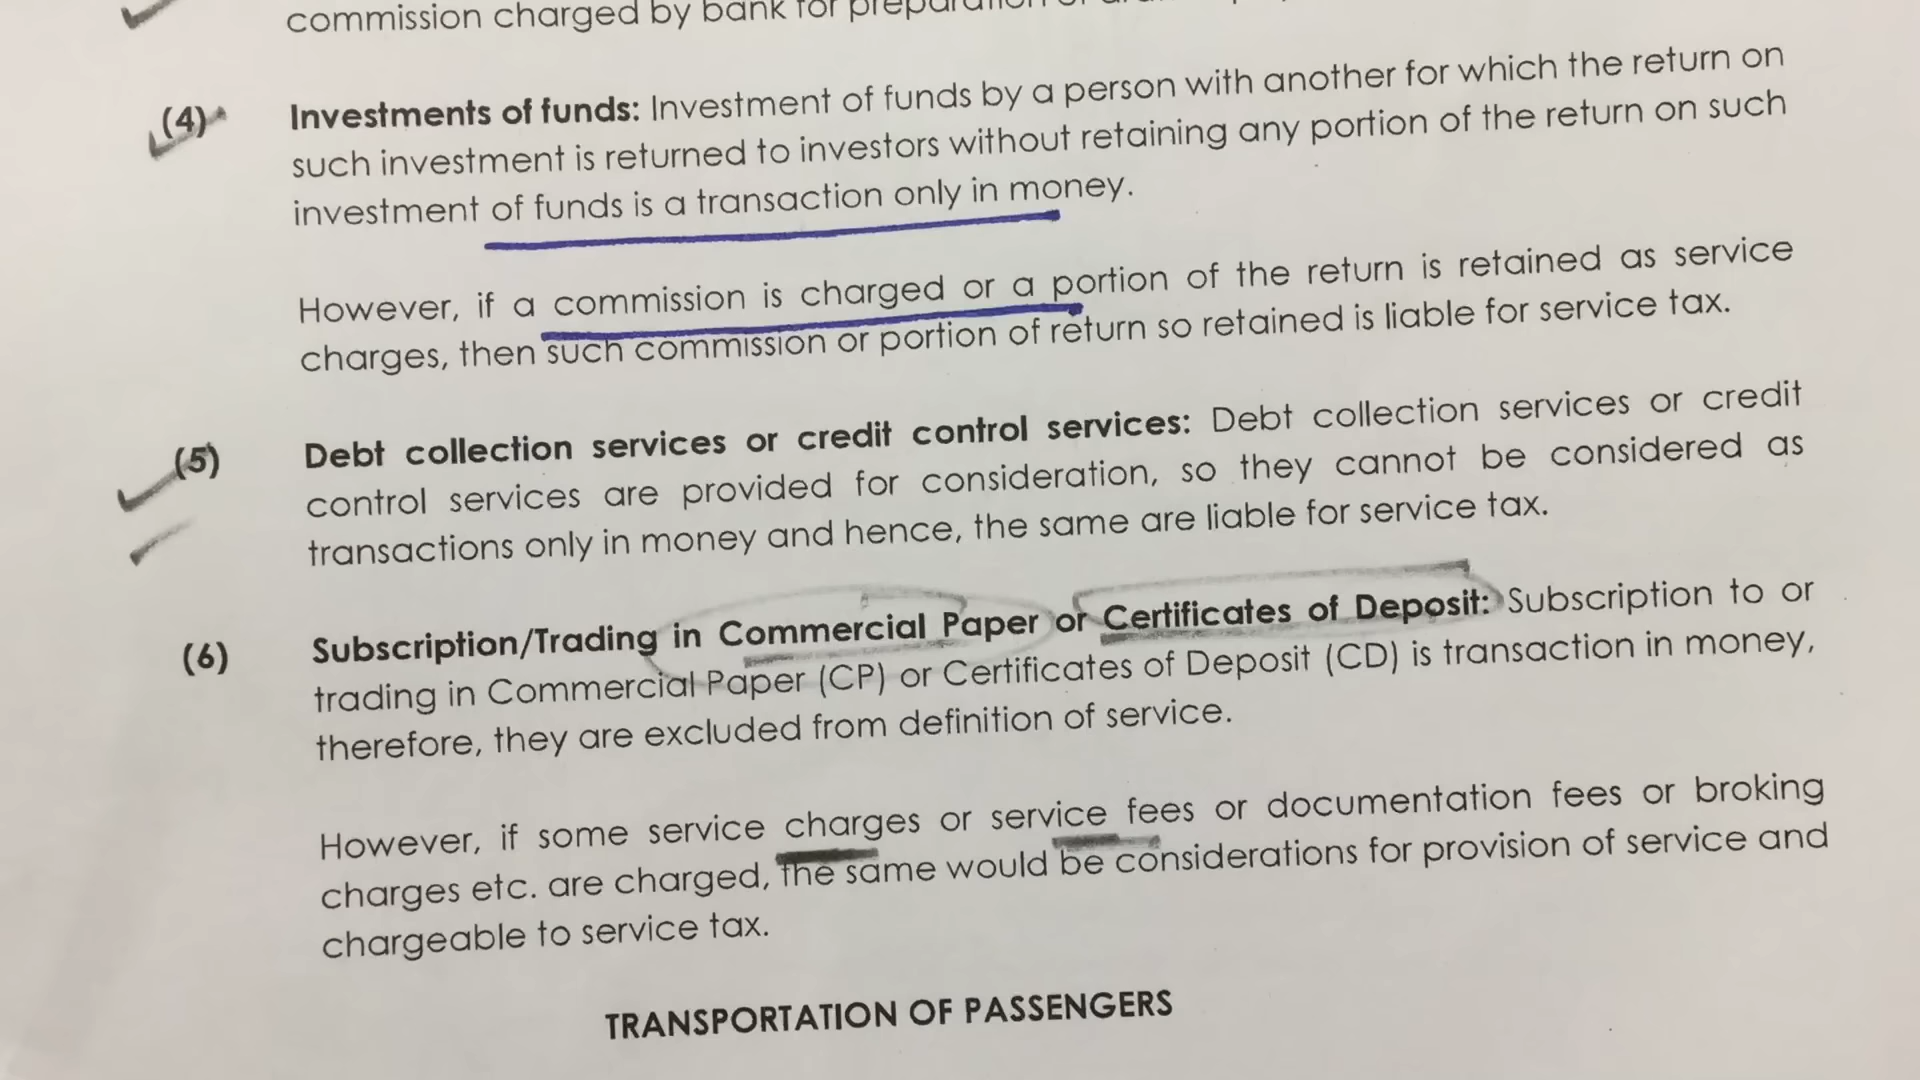 commission charged by bank for
(4) Investments of funds: Investment of funds by a person with another for which the return on
such investment is returned to investors without retaining any portion of the return on such
investment of funds is a transaction only in money.
However, if a commission is charged or a portion of the return is retained as service
charges, then such commission or portion of return so retained is liable for service tax.
(5) Debt collection services or credit control services: Debt collection services or credit
control services are provided for consideration, so they cannot be considered as
transactions only in money and hence, the same are liable for service tax.
(6) Subscription/Trading in Commercial Paper or Certificates of Deposit: Subscription to or
trading in Commercial Paper (CP) or Certificates of Deposit (CD) is transaction in money,
therefore, they are excluded from definition of service.
However, if some service charges or service fees or documentation fees or broking
charges etc. are charged, the same would be considerations for provision of service and
chargeable to service tax.
TRANSPORTATION OF PASSENGERS